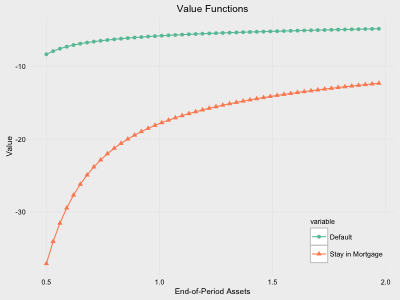 Value Functions
-10
-20
-30
Value
0.5
1.0
1.5
2.0
End-of-Period Assets
variable
Default
Stay in Mortgage